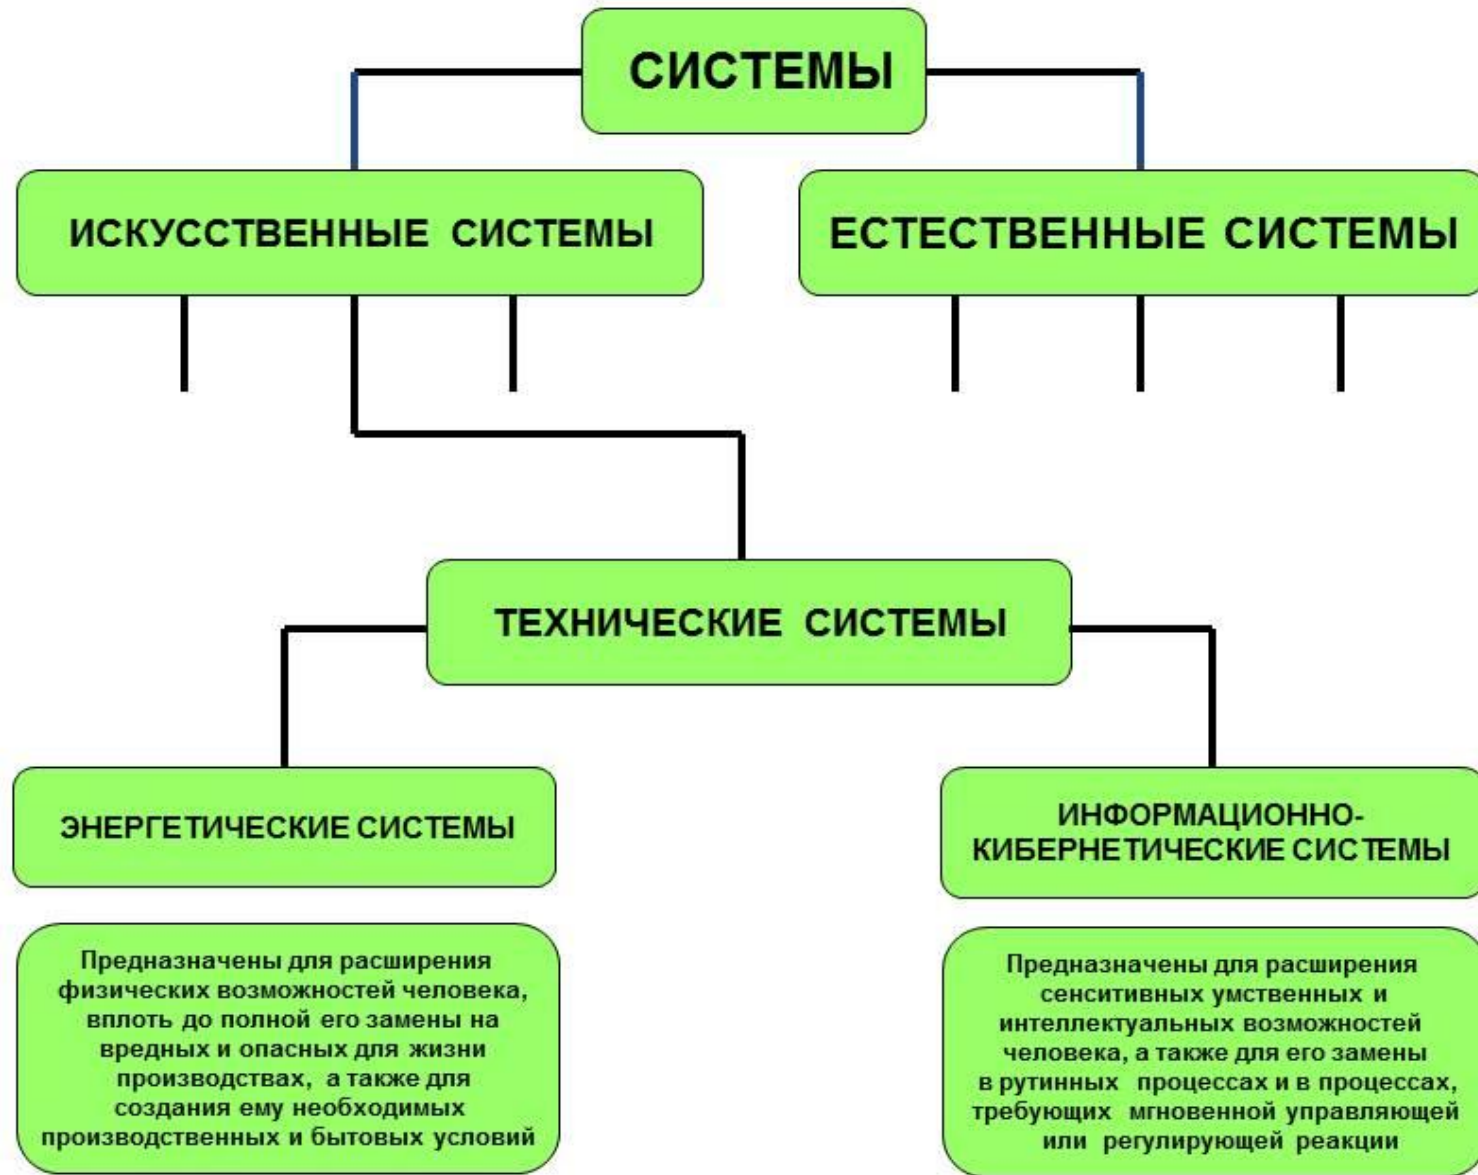 СИСТЕМЫ
ИСКУССТВЕННЫЕ СИСТЕМЫ
ЕСТЕСТВЕННЫЕ СИСТЕМЫ
ТЕХНИЧЕСКИЕ СИСТЕМЫ
ЭНЕРГЕТИЧЕСКИЕ СИСТЕМЫ
Предназначены для расширения
физических возможностей человека,
вплоть до полной его замены на
вредных и опасных для жизни
производствах, а также для
создания ему необходимых
производственных и бытовых условий
ИНФОРМАЦИОННО-
КИБЕРНЕТИЧЕСКИЕ СИСТЕМЫ
Предназначены для расширения
сенситивных умственных и
интеллектуальных возможностей
человека, а также для его замены
в рутинных процессах и в процессах,
требующих мгновенной управляющей
или регулирующей реакции